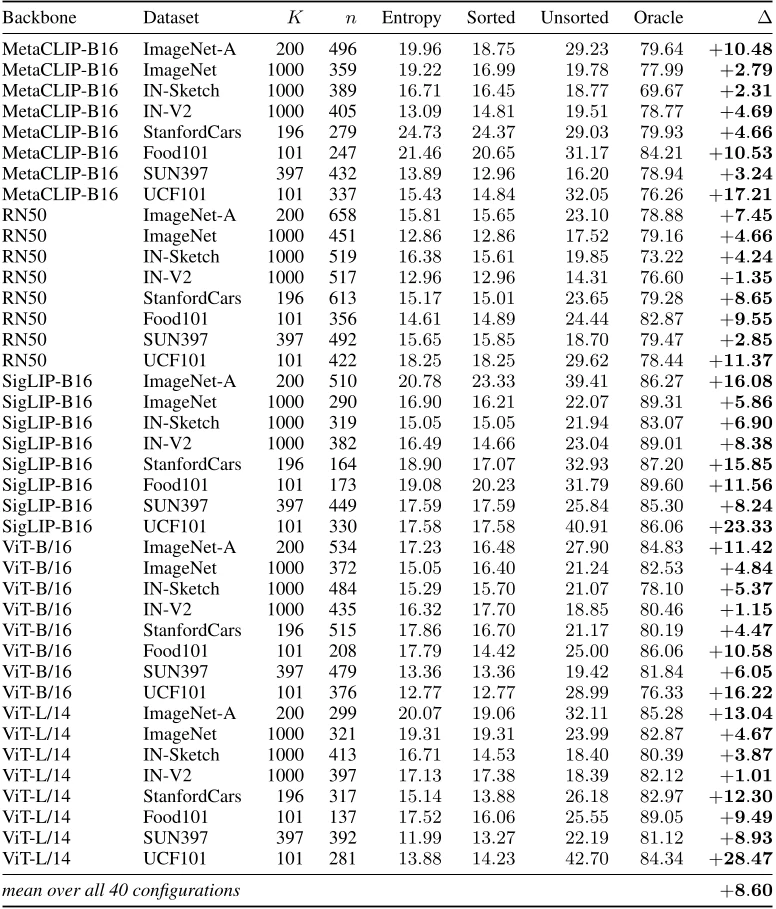 Backbone Dataset K n Entropy Sorted Unsorted Oracle Δ
MetaCLIP-B16 ImageNet-A 200 496 19.96 18.75 29.23 79.64 +10.48
MetaCLIP-B16 ImageNet 1000 359 19.22 16.99 19.78 77.99 +2.79
MetaCLIP-B16 IN-Sketch 1000 389 16.71 16.45 18.77 69.67 +2.31
MetaCLIP-B16 IN-V2 1000 405 13.09 14.81 19.51 78.77 +4.69
MetaCLIP-B16 StanfordCars 196 279 24.73 24.37 29.03 79.93 +4.66
MetaCLIP-B16 Food101 101 247 21.46 20.65 31.17 84.21 +10.53
MetaCLIP-B16 SUN397 397 432 13.89 12.96 16.20 78.94 +3.24
MetaCLIP-B16 UCF101 101 337 15.43 14.84 32.05 76.26 +17.21
RN50 ImageNet-A 200 658 15.81 15.65 23.10 78.88 +7.45
RN50 ImageNet 1000 451 12.86 12.86 17.52 79.16 +4.66
RN50 IN-Sketch 1000 519 16.38 15.61 19.85 73.22 +4.24
RN50 IN-V2 1000 517 12.96 12.96 14.31 76.60 +1.35
RN50 StanfordCars 196 613 15.17 15.01 23.65 79.28 +8.65
RN50 Food101 101 356 14.61 14.89 24.44 82.87 +9.55
RN50 SUN397 397 492 15.65 15.85 18.70 79.47 +2.85
RN50 UCF101 101 422 18.25 18.25 29.62 78.44 +11.37
SigLIP-B16 ImageNet-A 200 510 20.78 23.33 39.41 86.27 +16.08
SigLIP-B16 ImageNet 1000 290 16.90 16.21 22.07 89.31 +5.86
SigLIP-B16 IN-Sketch 1000 319 15.05 15.05 21.94 83.07 +6.90
SigLIP-B16 IN-V2 1000 382 16.49 14.66 23.04 89.01 +8.38
SigLIP-B16 StanfordCars 196 164 18.90 17.07 32.93 87.20 +15.85
SigLIP-B16 Food101 101 173 19.08 20.23 31.79 89.60 +11.56
SigLIP-B16 SUN397 397 449 17.59 17.59 25.84 85.30 +8.24
SigLIP-B16 UCF101 101 330 17.58 17.58 40.91 86.06 +23.33
ViT-B/16 ImageNet-A 200 534 17.23 16.48 27.90 84.83 +11.42
ViT-B/16 ImageNet 1000 372 15.05 16.40 21.24 82.53 +4.84
ViT-B/16 IN-Sketch 1000 484 15.29 15.70 21.07 78.10 +5.37
ViT-B/16 IN-V2 1000 435 16.32 17.70 18.85 80.46 +1.15
ViT-B/16 StanfordCars 196 515 17.86 16.70 21.17 80.19 +4.47
ViT-B/16 Food101 101 208 17.79 14.42 25.00 86.06 +10.58
ViT-B/16 SUN397 397 479 13.36 13.36 19.42 81.84 +6.05
ViT-B/16 UCF101 101 376 12.77 12.77 28.99 76.33 +16.22
ViT-L/14 ImageNet-A 200 299 20.07 19.06 32.11 85.28 +13.04
ViT-L/14 ImageNet 1000 321 19.31 19.31 23.99 82.87 +4.67
ViT-L/14 IN-Sketch 1000 413 16.71 14.53 18.40 80.39 +3.87
ViT-L/14 IN-V2 1000 397 17.13 17.38 18.39 82.12 +1.01
ViT-L/14 StanfordCars 196 317 15.14 13.88 26.18 82.97 +12.30
ViT-L/14 Food101 101 137 17.52 16.06 25.55 89.05 +9.49
ViT-L/14 SUN397 397 392 11.99 13.27 22.19 81.12 +8.93
ViT-L/14 UCF101 101 281 13.88 14.23 42.70 84.34 +28.47
mean over all 40 configurations +8.60